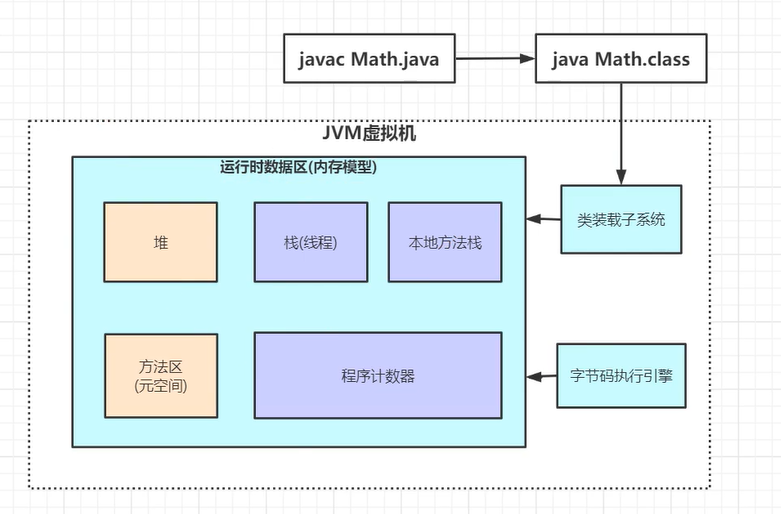 javac Math.java
java Math.class
JVM虚拟机
运行时数据区(内存模型)
堆
栈(线程)
本地方法栈
类装载子系统
方法区
(元空间)
程序计数器
字节码执行引擎